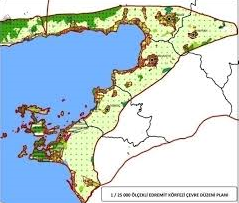 1 / 25 000 ÖLÇEKLİ EDREMİT KÖRFEZİ ÇEVRE DÜZENİ PLANI